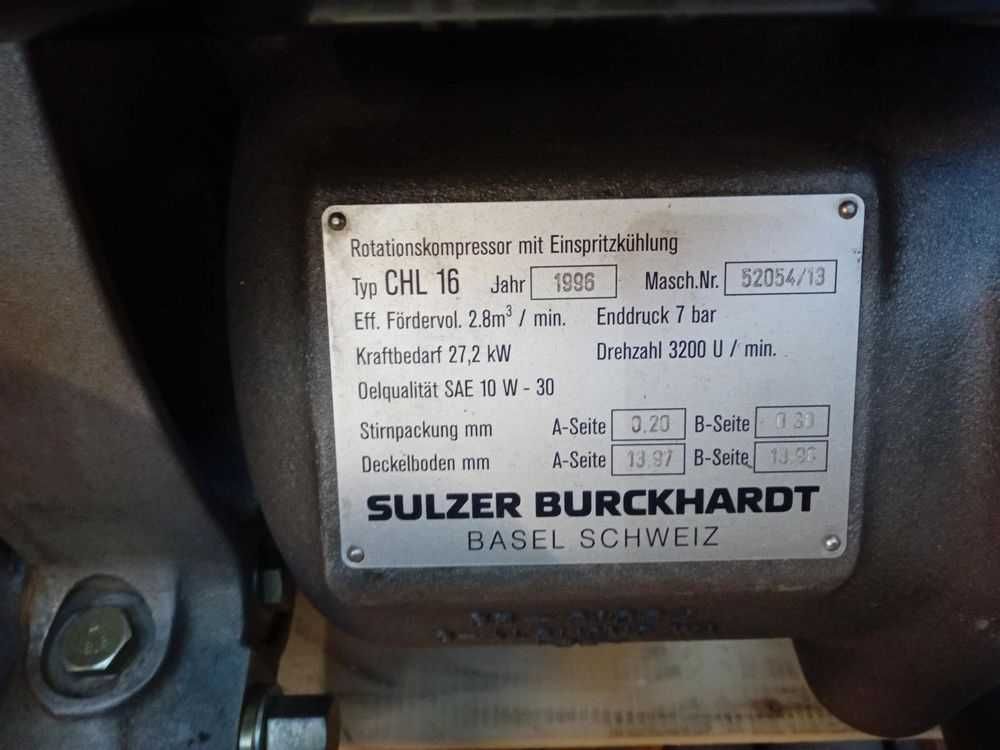 Rotationskompressor mit Einspritzkühlung
Typ CHL 16 Jahr 1996 Masch.Nr. 52054/13
Eff. Fördervol. 2.8m³ / min. Enddruck 7 bar
Kraftbedarf 27,2 kW Drehzahl 3200 U / min.
Oelqualität SAE 10 W - 30
Stirnpackung mm A-Seite 0.20 B-Seite
Deckelboden mm A-Seite 13.97 B-Seite
SULZER BURCKHARDT
BASEL SCHWEIZ